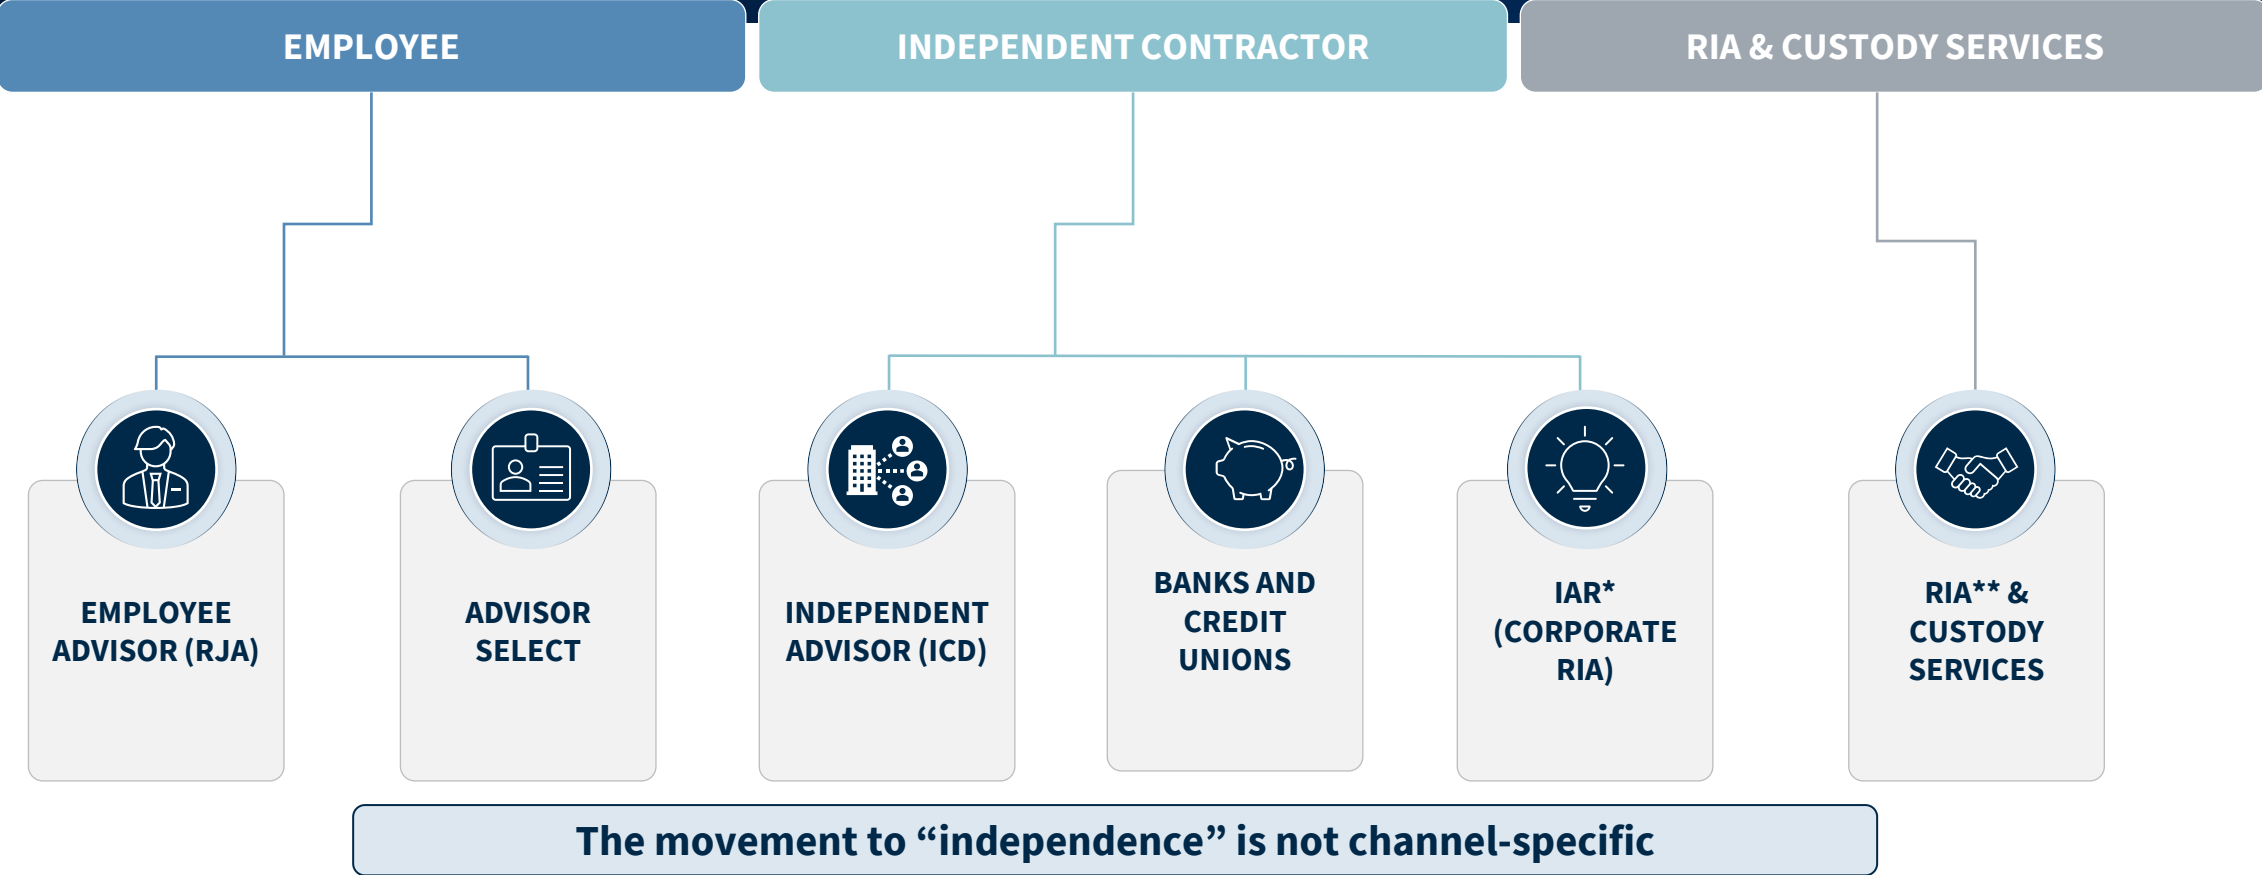 EMPLOYEE
INDEPENDENT CONTRACTOR
RIA & CUSTODY SERVICES
EMPLOYEE
ADVISOR (RJA)
ADVISOR
SELECT
INDEPENDENT
ADVISOR (ICD)
BANKS AND
CREDIT
UNIONS
IAR*
(CORPORATE
RIA)
RIA** &
CUSTODY
SERVICES
The movement to “independence” is not channel-specific